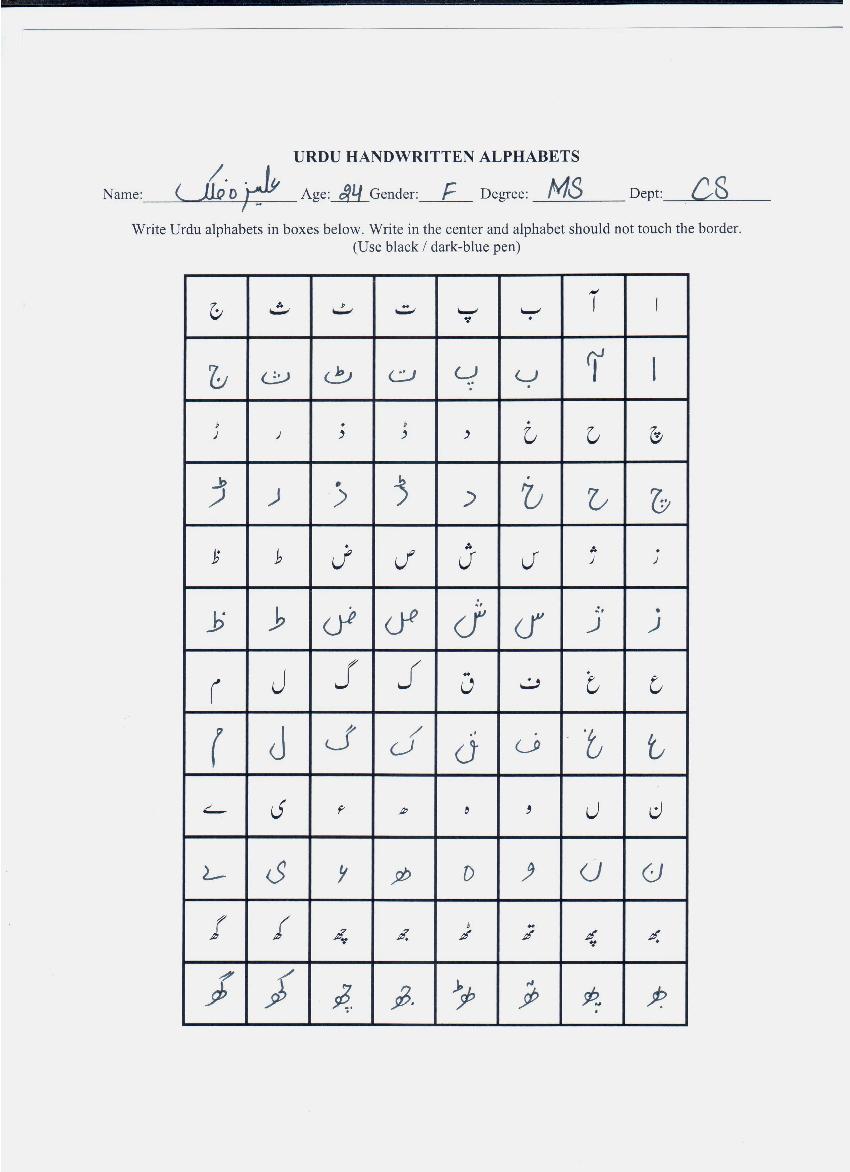 URDU HANDWRITTEN ALPHABETS
Name: علیزہ فلک Age: 24 Gender: F Degree: MS Dept: CS
Write Urdu alphabets in boxes below. Write in the center and alphabet should not touch the border.
(Use black / dark-blue pen)
ا آ ب پ ت ٹ ث ج
ا آ ب پ ت ٹ ث ج
چ ح خ د ڈ ذ ر ڑ
چ ح خ د ڈ ذ ر ڑ
ز ژ س ش ص ض ط ظ
ز ژ س ش ص ض ط ظ
ع غ ف ق ک گ ل م
ع غ ف ق ک گ ل م
ن ں و ہ ھ ء ی ے
ن ں و ہ ھ ء ی ے
بھ پھ تھ ٹھ جھ چھ کھ گھ
بھ پھ تھ ٹھ جھ چھ کھ گھ